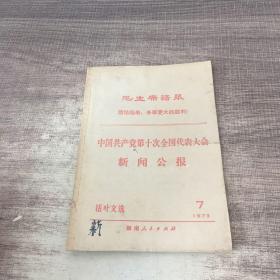 毛主席语录
团结起来，争取更大的胜利！
中国共产党第十次全国代表大会
新闻公报
活叶文选
7
1973
湖南人民出版社